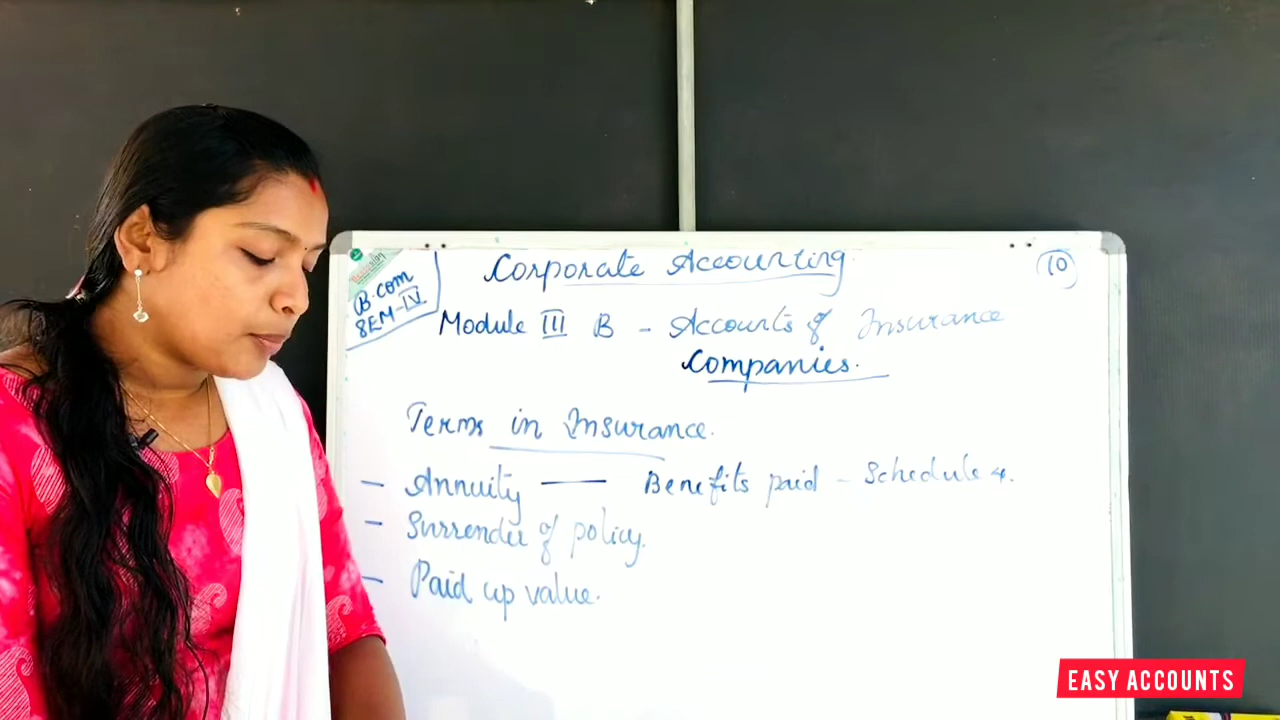 B.com
SEM-IV
Corporate Accounting
10
Module III B - Accounts of Insurance
Companies.
Terms in Insurance.
- Annuity — Benefits paid - Schedule 4.
- Surrender of policy.
- Paid up value.
EASY ACCOUNTS